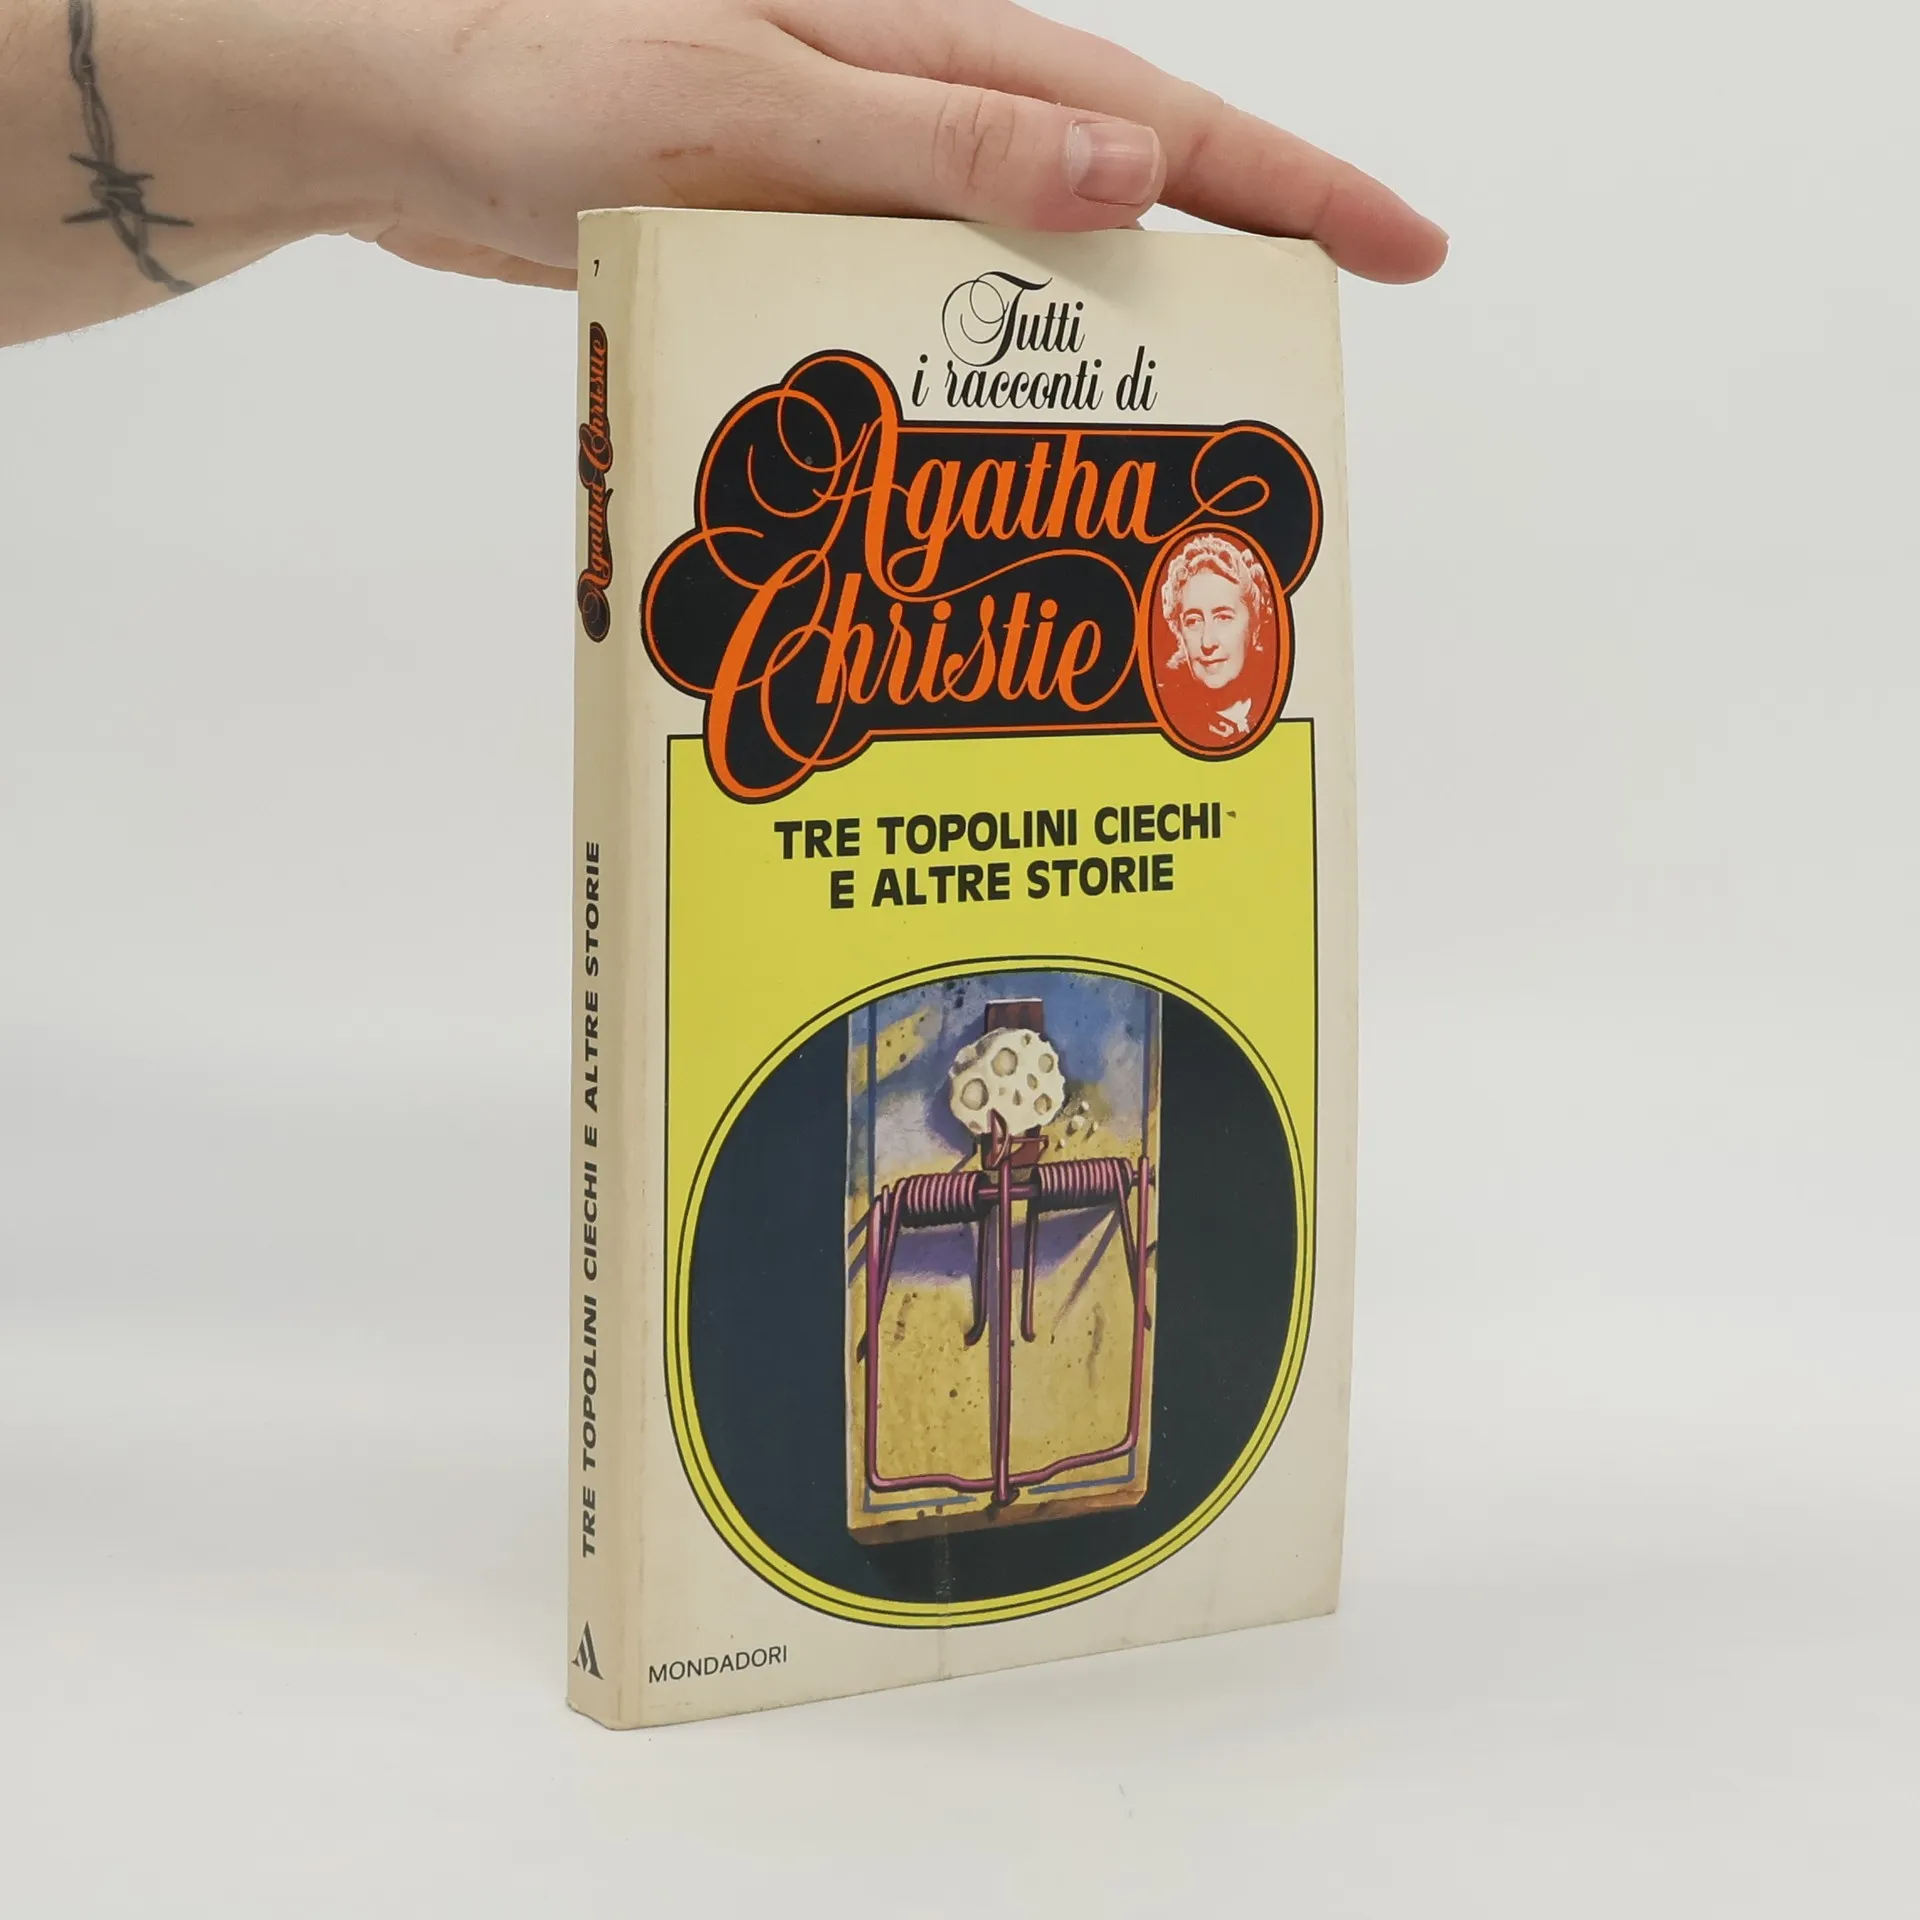 7
Agatha Christie
TRE TOPOLINI CIECHI E ALTRE STORIE
Tutti
i racconti di
Agatha
Christie
TRE TOPOLINI CIECHI
E ALTRE STORIE
MONDADORI